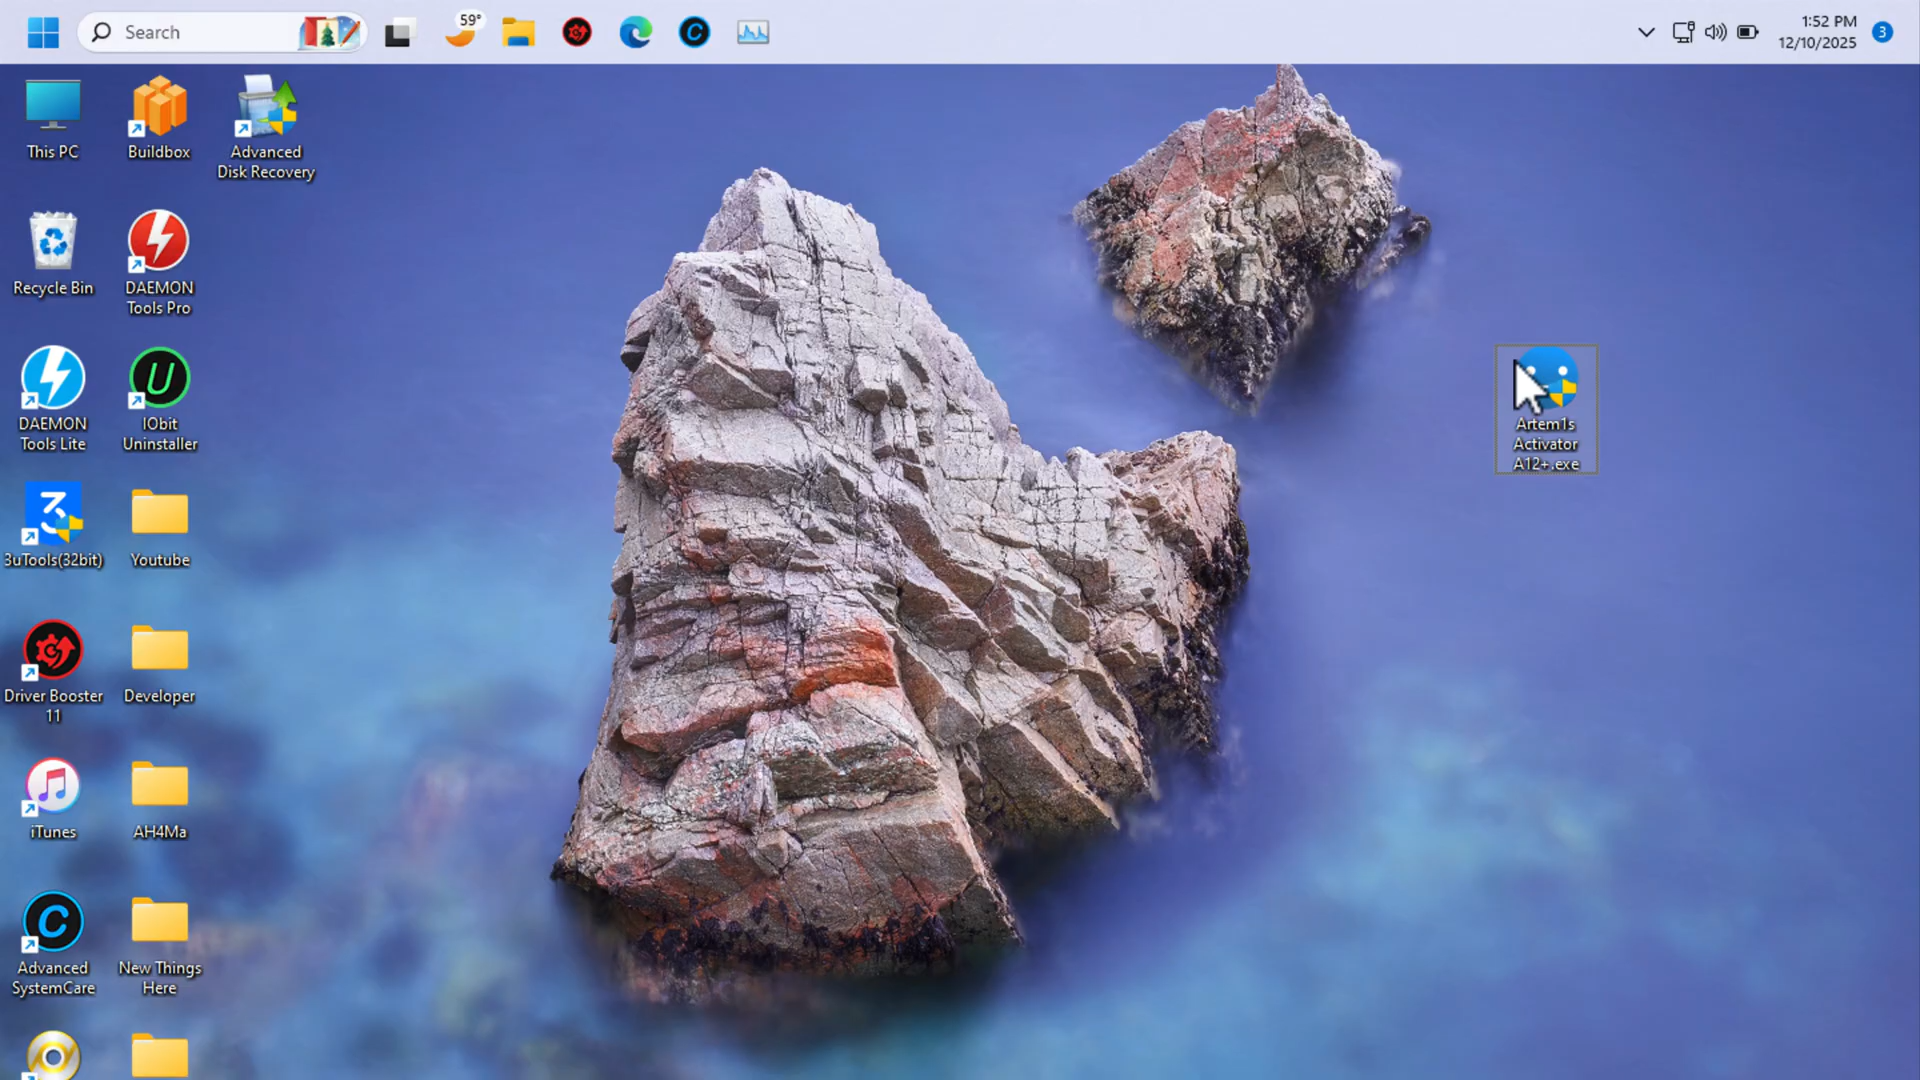 Search
59°
1:52 PM
12/10/2025
3
This PC
Buildbox
Advanced
Disk Recovery
Recycle Bin
DAEMON
Tools Pro
DAEMON
Tools Lite
IObit
Uninstaller
3uTools(32bit)
Youtube
Driver Booster
11
Developer
iTunes
AH4Ma
Advanced
SystemCare
New Things
Here
Artem1s
Activator
A12+.exe